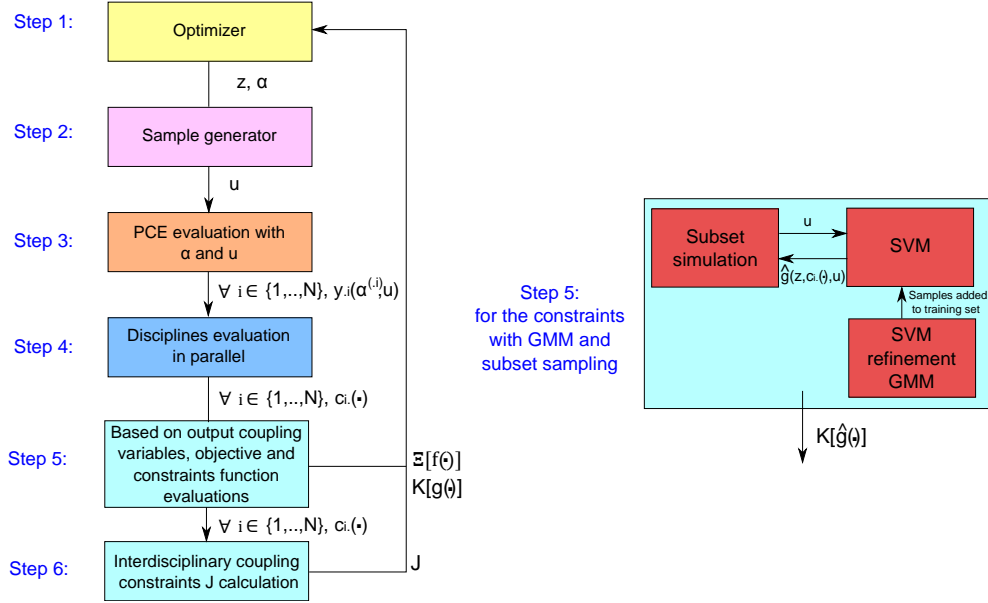 Step 1:
Optimizer
z, α
Step 2:
Sample generator
u
Step 3:
PCE evaluation with
α and u
∀ i ∈ {1,..,N}, y.i(α(.i)u)
Step 4:
Disciplines evaluation
in parallel
∀ i ∈ {1,..,N}, ci.(▪)
Step 5:
Based on output coupling
variables, objective and
constraints function
evaluations
Ξ[f(▪)]
K[g(▪)]
∀ i ∈ {1,..,N}, ci.(▪)
Step 6:
Interdisciplinary coupling
constraints J calculation
J
Step 5:
for the constraints
with GMM and
subset sampling
Subset
simulation
u
ĝ(z,ci.(▪),u)
SVM
Samples added
to training set
SVM
refinement
GMM
K[ĝ(▪)]